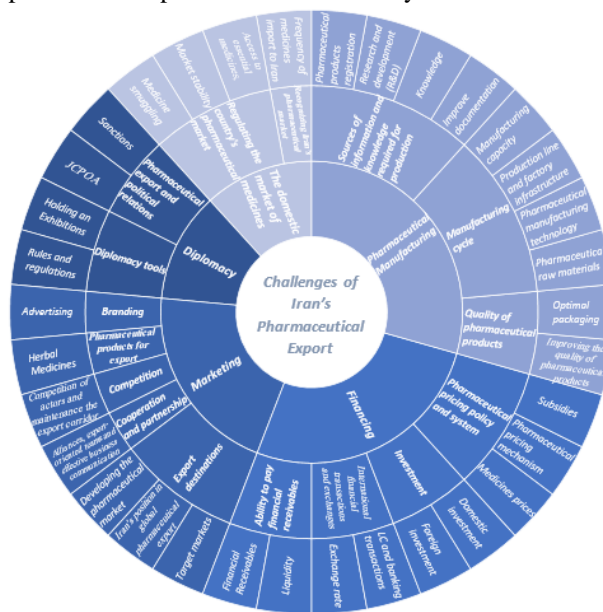 Challenges of
Iran's
Pharmaceutical
Export
Pharmaceutical
Manufacturing
Financing
Marketing
Diplomacy
The domestic
market of
medicines
Sources of
information and
knowledge
required for
production
Manufacturing
cycle
Quality of
pharmaceutical
products
Pharmaceutical
pricing policy
and system
Investment
International
financial
transactions
and exchanges
Ability to pay
financial
receivables
Export
destinations
Cooperation
and partnership
Competition
Pharmaceutical
products for
export
Branding
Diplomacy tools
Pharmaceutical
export and
political
relations
Regulating the
country's
pharmaceutical
market
Iran's
pharmaceutical
market
Pharmaceutical
products
registration
Research and
development
(R&D)
Knowledge
Improve
documentation
Manufacturing
capacity
Production line
and factory
infrastructure
Pharmaceutical
manufacturing
technology
Pharmaceutical
raw materials
Optimal
packaging
Improving the
quality of
pharmaceutical
products
Subsidies
Pharmaceutical
pricing
mechanism
Medicines prices
Domestic
investment
Foreign
investment
LC and banking
transactions
Exchange rate
Liquidity
Financial
Receivables
Target markets
Iran's position in
global
pharmaceutical
export
Developing the
pharmaceutical
market
Alliances, export-
oriented teams and
effective business
communication
Competition of
actors and
maintenance the
export corridor
Herbal
Medicines
Advertising
Rules and
regulations
Holding an
Exhibitions
JCPOA
Sanctions
Medicine
smuggling
Market stability
Access to
essential
medicines
Frequency of
medicines
import to Iran